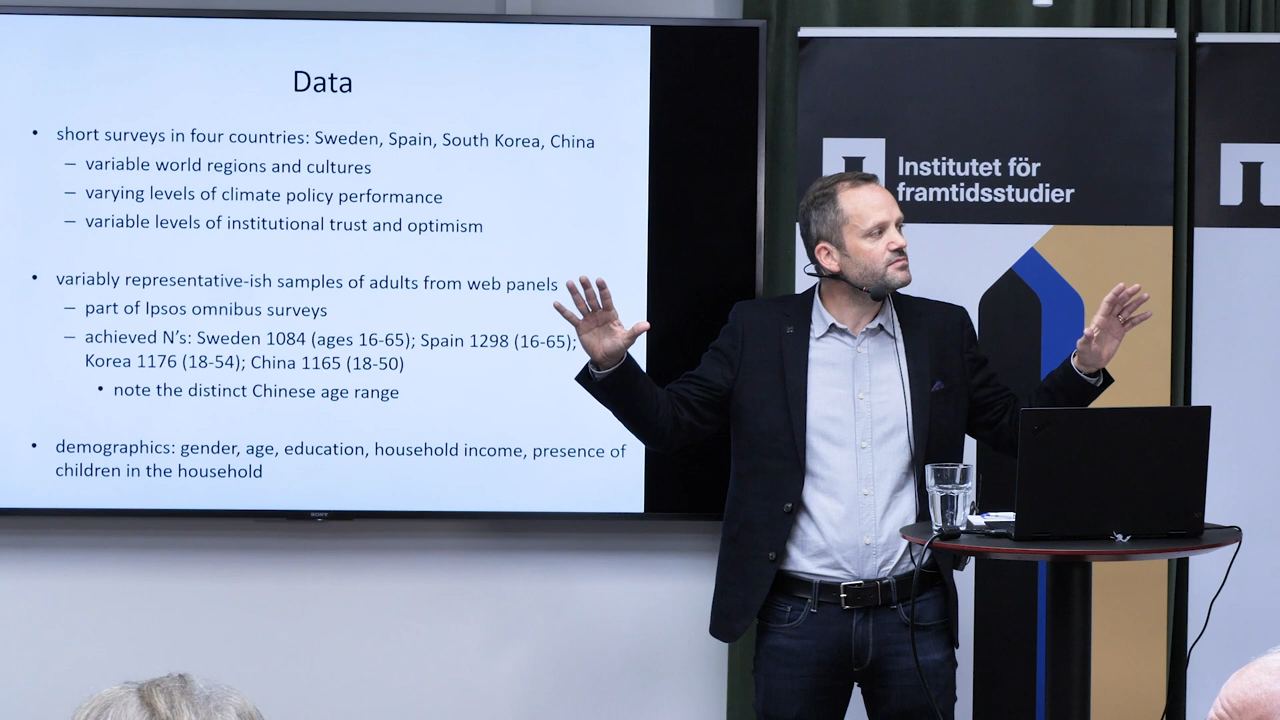 Data
• short surveys in four countries: Sweden, Spain, South Korea, China
– variable world regions and cultures
– varying levels of climate policy performance
– variable levels of institutional trust and optimism
• variably representative-ish samples of adults from web panels
– part of Ipsos omnibus surveys
– achieved N's: Sweden 1084 (ages 16-65); Spain 1298 (16-65);
Korea 1176 (18-54); China 1165 (18-50)
• note the distinct Chinese age range
• demographics: gender, age, education, household income, presence of
children in the household
SONY
Institutet för
framtidsstudier